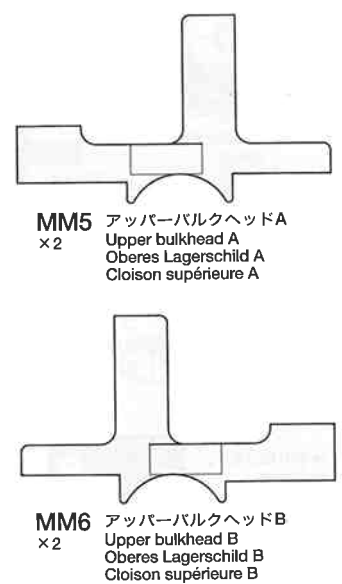 MM5 アッパーバルクヘッドA
×2 Upper bulkhead A
Oberes Lagerschild A
Cloison supérieure A
MM6 アッパーバルクヘッドB
×2 Upper bulkhead B
Oberes Lagerschild B
Cloison supérieure B